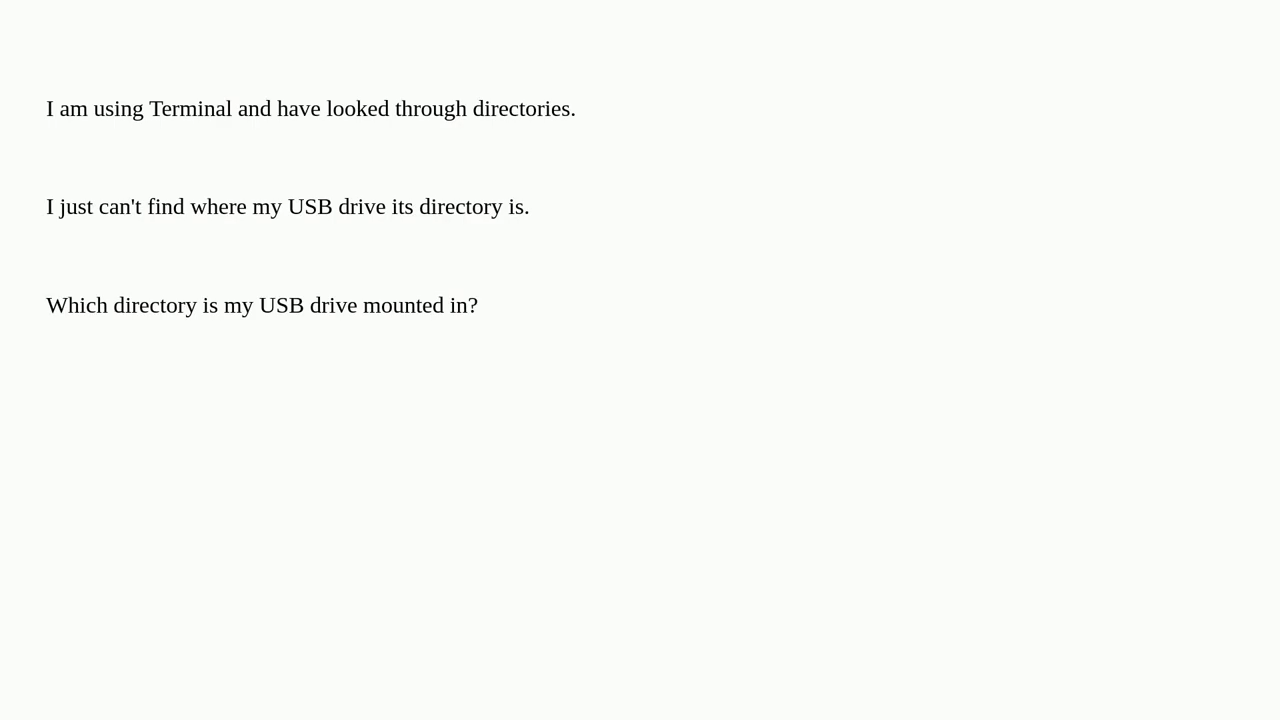 I am using Terminal and have looked through directories.
I just can't find where my USB drive its directory is.
Which directory is my USB drive mounted in?